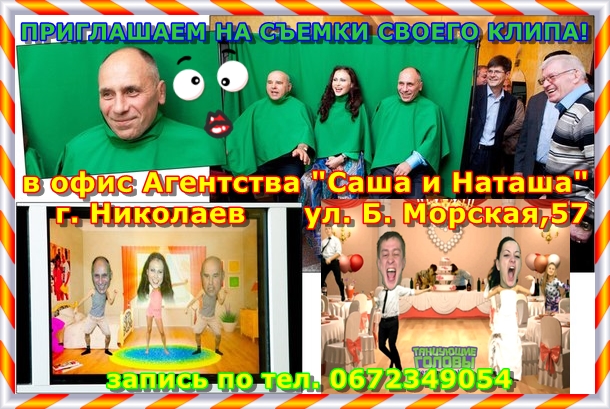 ПРИГЛАШАЕМ НА СЪЕМКИ СВОЕГО КЛИПА!
в офис Агентства "Саша и Наташа"
г. Николаев ул. Б. Морская,57
ТАНЦУЮЩИЕ
ГОЛОВЫ
запись по тел. 0672349054